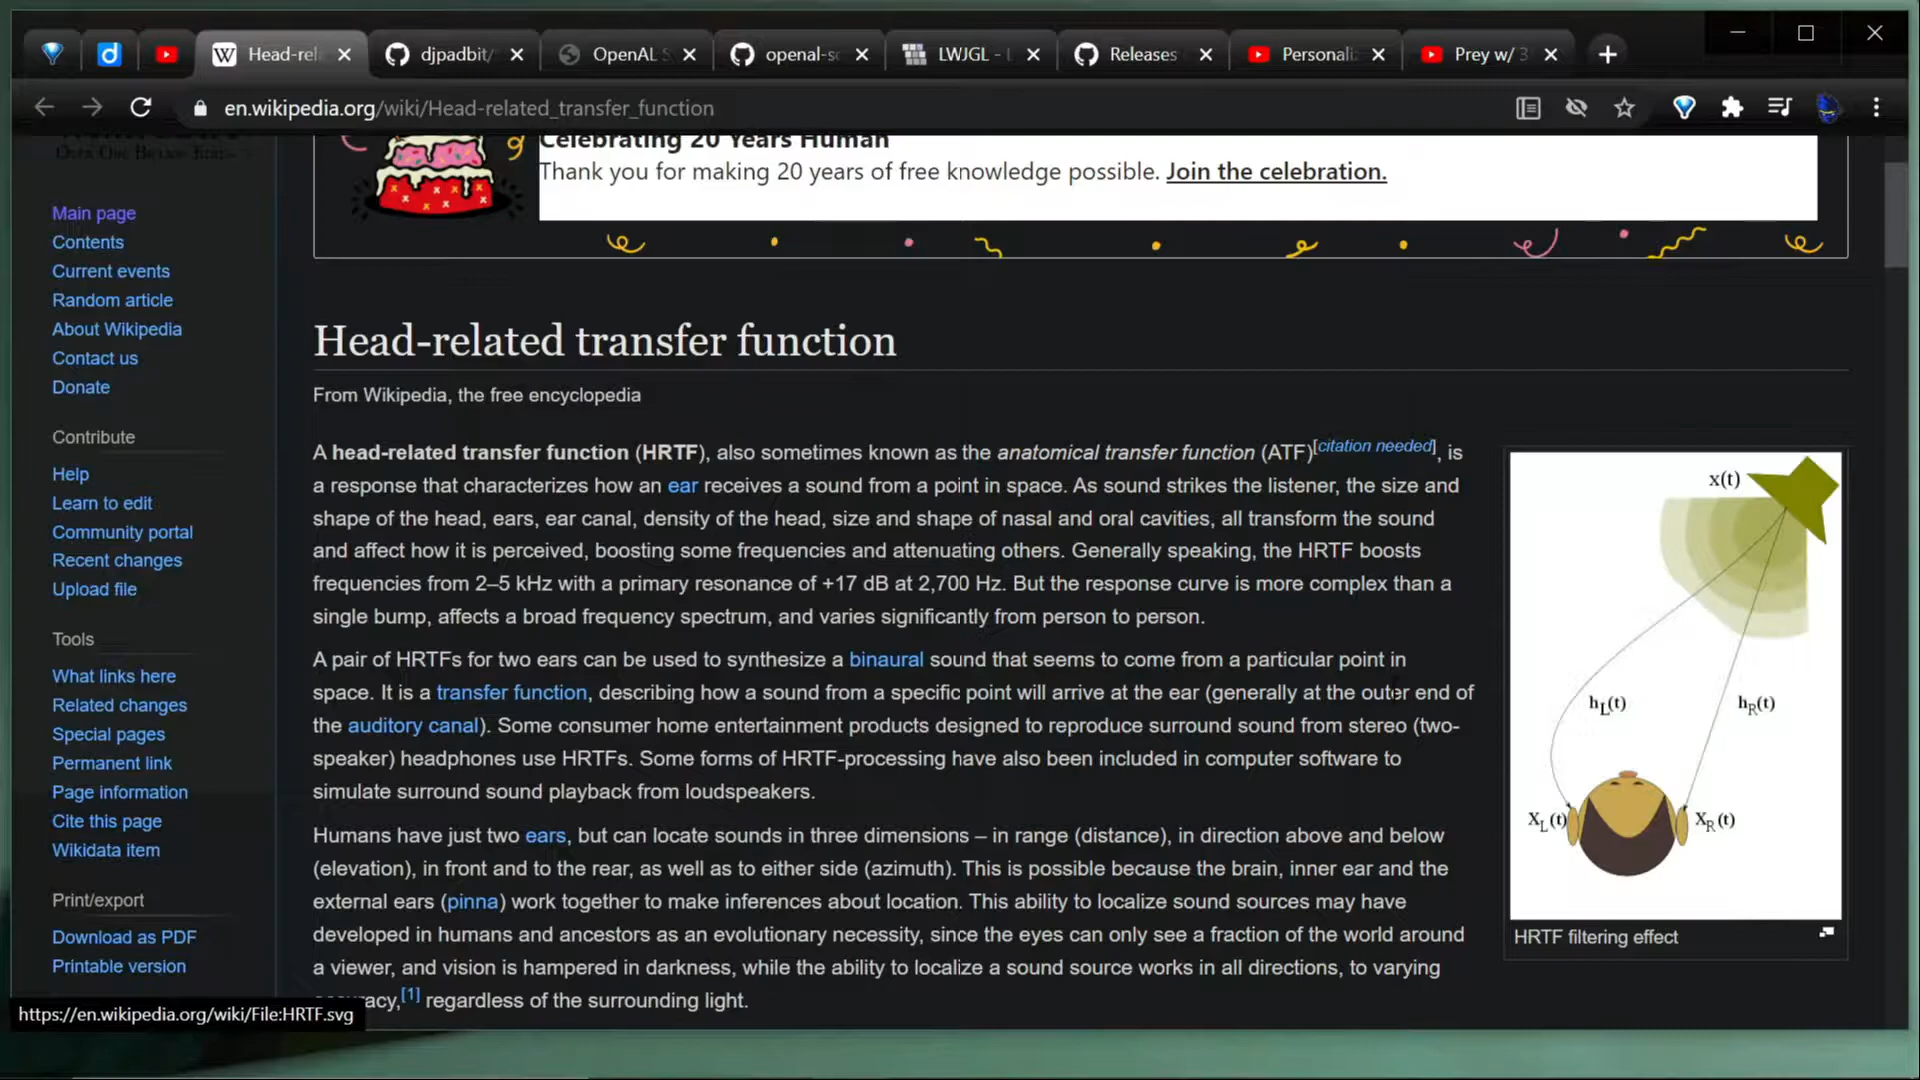 Head-rel
djpadbit/
OpenAL S
openal-so
LWJGL - L
Releases
Personali
Prey w/ 3
en.wikipedia.org/wiki/Head-related_transfer_function
Celebrating 20 Years Human
Thank you for making 20 years of free knowledge possible. Join the celebration.
Main page
Contents
Current events
Random article
About Wikipedia
Contact us
Donate
Contribute
Help
Learn to edit
Community portal
Recent changes
Upload file
Tools
What links here
Related changes
Special pages
Permanent link
Page information
Cite this page
Wikidata item
Print/export
Download as PDF
Printable version
https://en.wikipedia.org/wiki/File:HRTF.svg
Head-related transfer function
From Wikipedia, the free encyclopedia
A head-related transfer function (HRTF), also sometimes known as the anatomical transfer function (ATF)[citation needed], is
a response that characterizes how an ear receives a sound from a point in space. As sound strikes the listener, the size and
shape of the head, ears, ear canal, density of the head, size and shape of nasal and oral cavities, all transform the sound
and affect how it is perceived, boosting some frequencies and attenuating others. Generally speaking, the HRTF boosts
frequencies from 2–5 kHz with a primary resonance of +17 dB at 2,700 Hz. But the response curve is more complex than a
single bump, affects a broad frequency spectrum, and varies significantly from person to person.
A pair of HRTFs for two ears can be used to synthesize a binaural sound that seems to come from a particular point in
space. It is a transfer function, describing how a sound from a specific point will arrive at the ear (generally at the outer end of
the auditory canal). Some consumer home entertainment products designed to reproduce surround sound from stereo (two-
speaker) headphones use HRTFs. Some forms of HRTF-processing have also been included in computer software to
simulate surround sound playback from loudspeakers.
Humans have just two ears, but can locate sounds in three dimensions – in range (distance), in direction above and below
(elevation), in front and to the rear, as well as to either side (azimuth). This is possible because the brain, inner ear and the
external ears (pinna) work together to make inferences about location. This ability to localize sound sources may have
developed in humans and ancestors as an evolutionary necessity, since the eyes can only see a fraction of the world around
a viewer, and vision is hampered in darkness, while the ability to localize a sound source works in all directions, to varying
acy,[1] regardless of the surrounding light.
x(t)
hL(t)
hR(t)
XL(t)
XR(t)
HRTF filtering effect